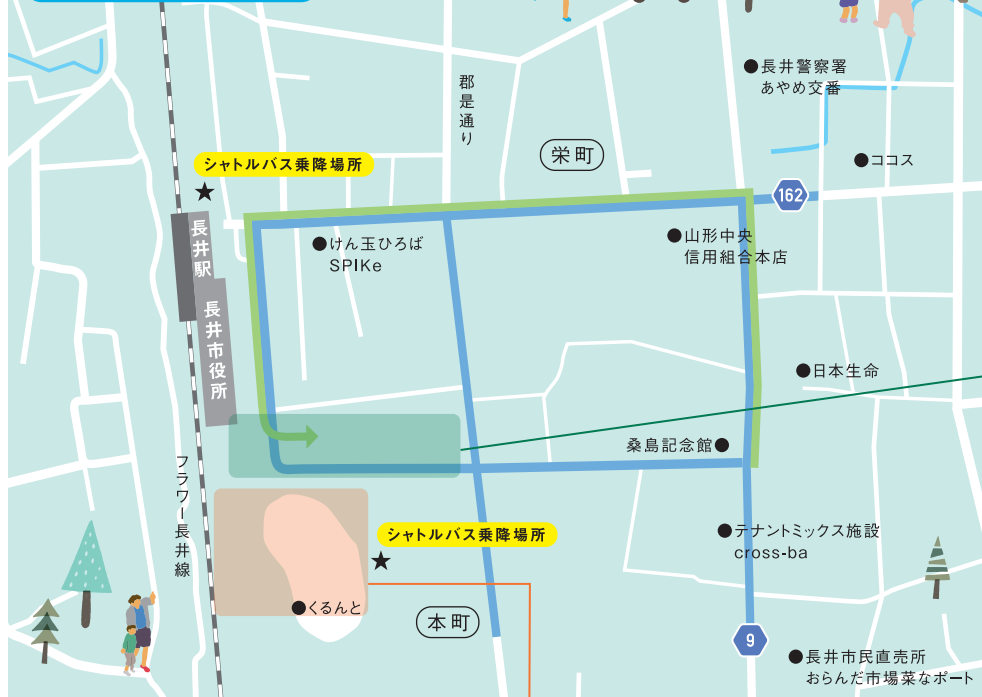 長井警察署
あやめ交番
郡是通り
栄町
シャトルバス乗降場所
ココス
162
長井駅
けん玉ひろば
SPIKe
山形中央
信用組合本店
長井市役所
日本生命
桑島記念館
フラワー長井線
シャトルバス乗降場所
テナントミックス施設
cross-ba
くるんと
本町
9
長井市民直売所
おらんだ市場菜なポート